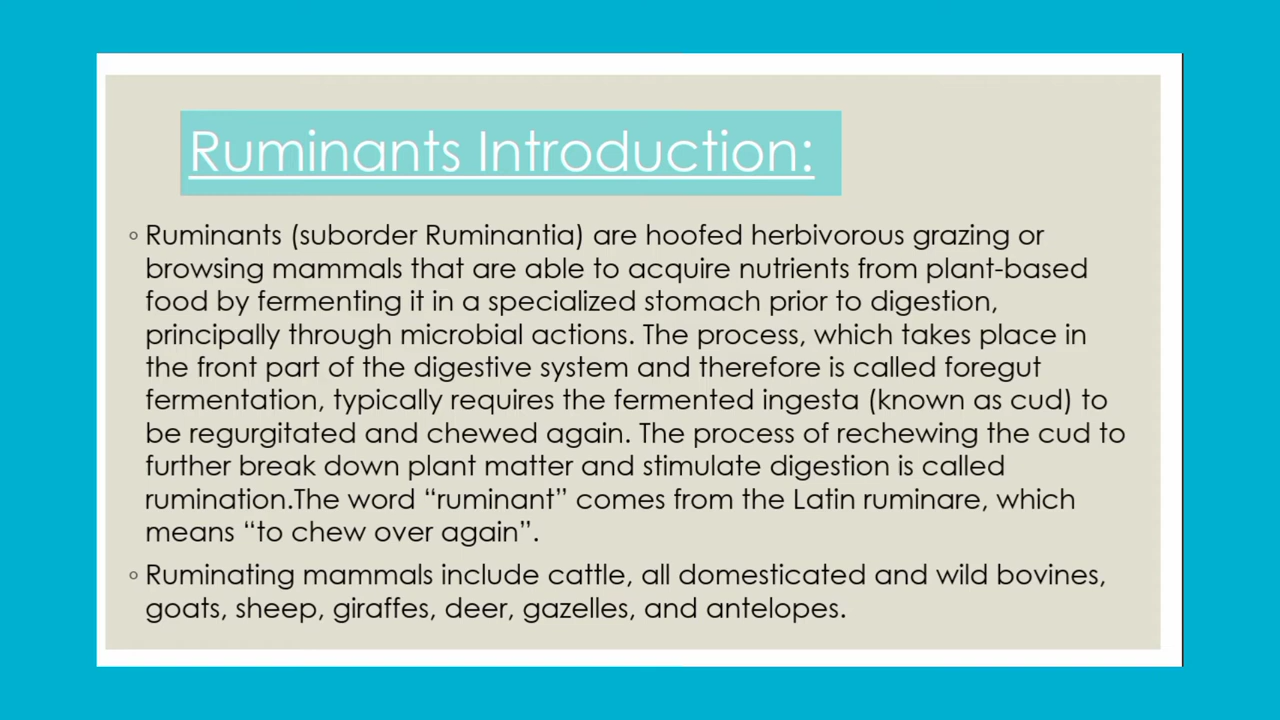 Ruminants Introduction:
◦ Ruminants (suborder Ruminantia) are hoofed herbivorous grazing or
browsing mammals that are able to acquire nutrients from plant-based
food by fermenting it in a specialized stomach prior to digestion,
principally through microbial actions. The process, which takes place in
the front part of the digestive system and therefore is called foregut
fermentation, typically requires the fermented ingesta (known as cud) to
be regurgitated and chewed again. The process of rechewing the cud to
further break down plant matter and stimulate digestion is called
rumination.The word “ruminant” comes from the Latin ruminare, which
means “to chew over again”.
◦ Ruminating mammals include cattle, all domesticated and wild bovines,
goats, sheep, giraffes, deer, gazelles, and antelopes.